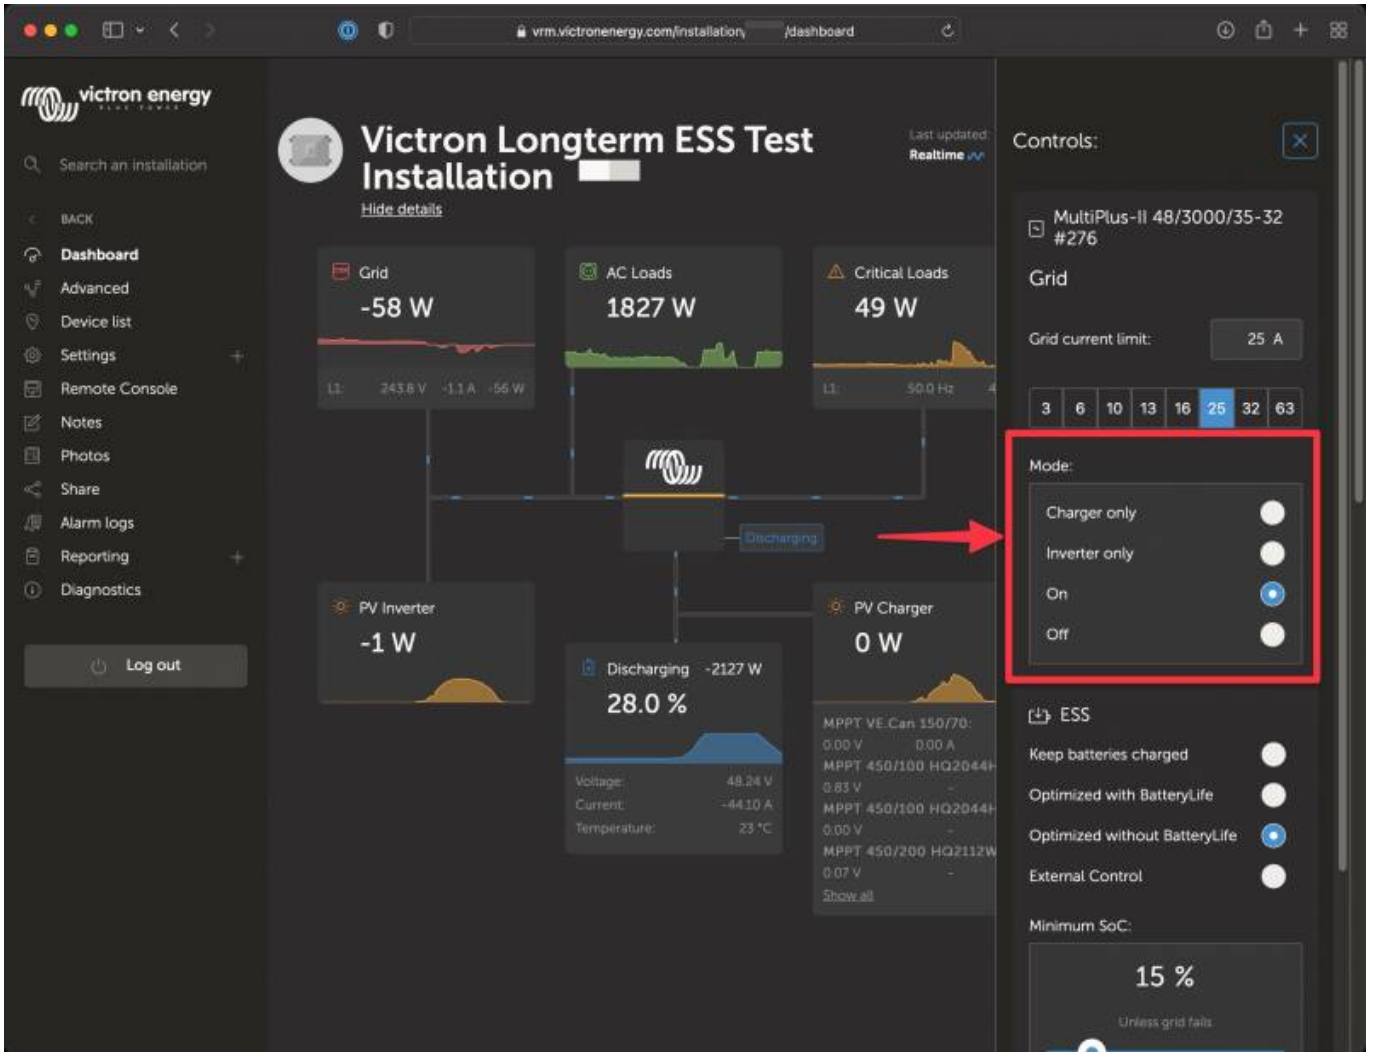 vrm.victronenergy.com/installation, /dashboard
victron energy
BLUE POWER
Search an installation
BACK
Dashboard
Advanced
Device list
Settings
Remote Console
Notes
Photos
Share
Alarm logs
Reporting
Diagnostics
Log out
Victron Longterm ESS Test
Installation
Hide details
Last updated:
Realtime
Grid
-58 W
L1: 243.8 V -1.1 A -56 W
AC Loads
1827 W
Critical Loads
49 W
L1: 50.0 Hz 4
Discharging
PV Inverter
-1 W
Discharging -2127 W
28.0 %
Voltage: 48.24 V
Current: -44.10 A
Temperature: 23 °C
PV Charger
0 W
MPPT VE.Can 150/70:
0.00 V 0.00 A
MPPT 450/100 HQ2044H
0.83 V -
MPPT 450/100 HQ2044H
0.00 V -
MPPT 450/200 HQ2112W
0.07 V -
Show all
Controls:
MultiPlus-II 48/3000/35-32
#276
Grid
Grid current limit: 25 A
3 6 10 13 16 25 32 63
Mode:
Charger only
Inverter only
On
Off
ESS
Keep batteries charged
Optimized with BatteryLife
Optimized without BatteryLife
External Control
Minimum SoC:
15 %
Unless grid fails